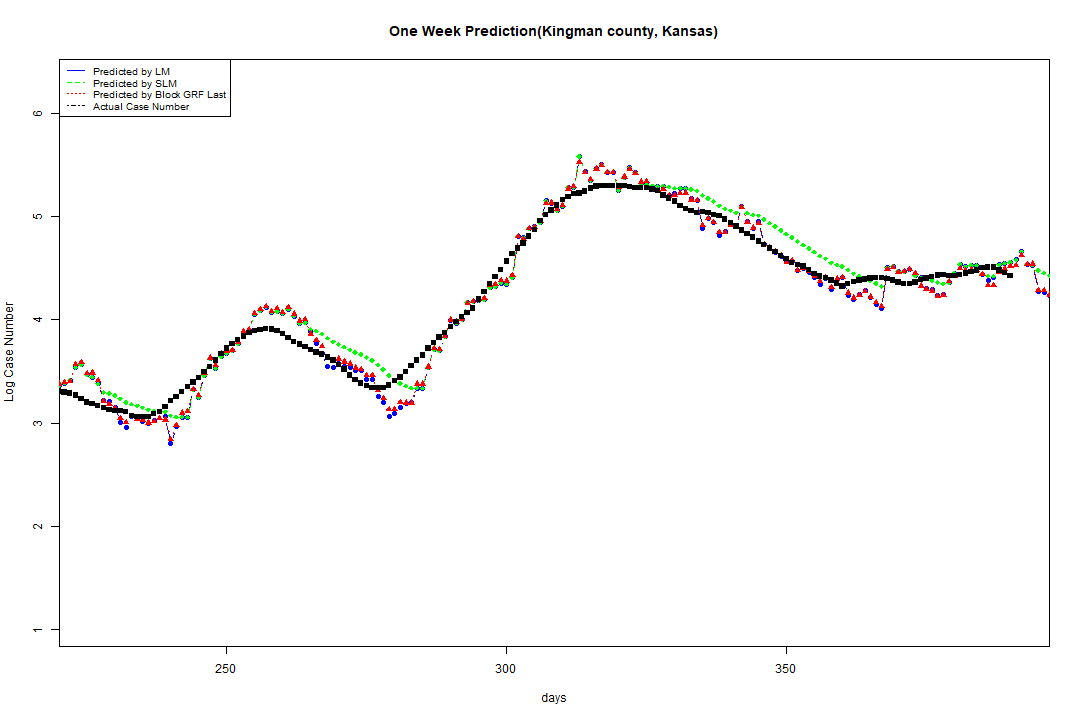 One Week Prediction(Kingman county, Kansas)
Predicted by LM
Predicted by SLM
Predicted by Block GRF Last
Actual Case Number
6
5
4
3
2
1
Log Case Number
250 300 350
days